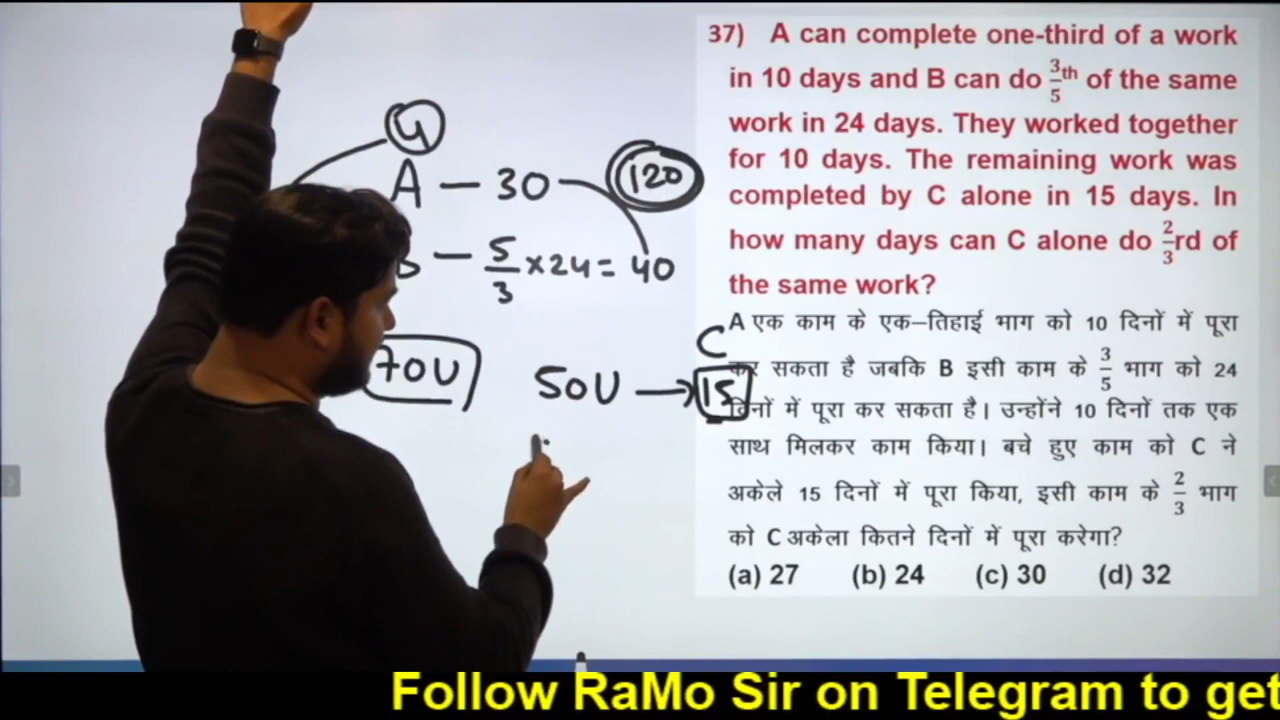 37) A can complete one-third of a work
in 10 days and B can do 3/5 th of the same
work in 24 days. They worked together
for 10 days. The remaining work was
completed by C alone in 15 days. In
how many days can C alone do 2/3 rd of
the same work?
A एक काम के एक–तिहाई भाग को 10 दिनों में पूरा
कर सकता है जबकि B इसी काम के 3/5 भाग को 24
दिनों में पूरा कर सकता है। उन्होंने 10 दिनों तक एक
साथ मिलकर काम किया। बचे हुए काम को C ने
अकेले 15 दिनों में पूरा किया, इसी काम के 2/3 भाग
को C अकेला कितने दिनों में पूरा करेगा?
(a) 27 (b) 24 (c) 30 (d) 32
4
A — 30 120
B — 5/3 × 24 = 40
C
70U 50U → 15
Follow RaMo Sir on Telegram to get